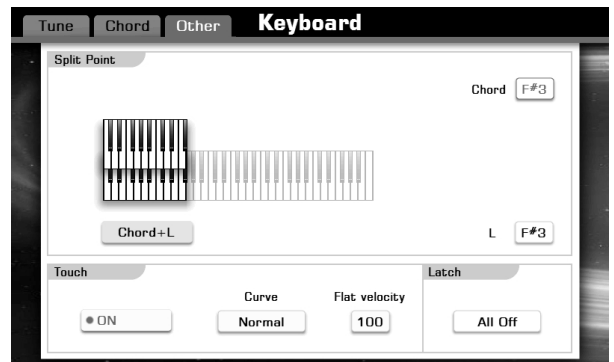 Tune Chord Other Keyboard
Split Point
Chord F#3
Chord+L L F#3
Touch Latch
Curve Flat velocity
ON Normal 100 All Off